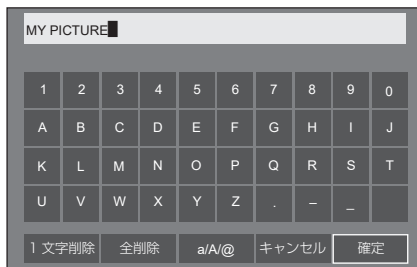 MY PICTURE
1 2 3 4 5 6 7 8 9 0
A B C D E F G H I J
K L M N O P Q R S T
U V W X Y Z . – _
1 文字削除 全削除 a/A/@ キャンセル 確定